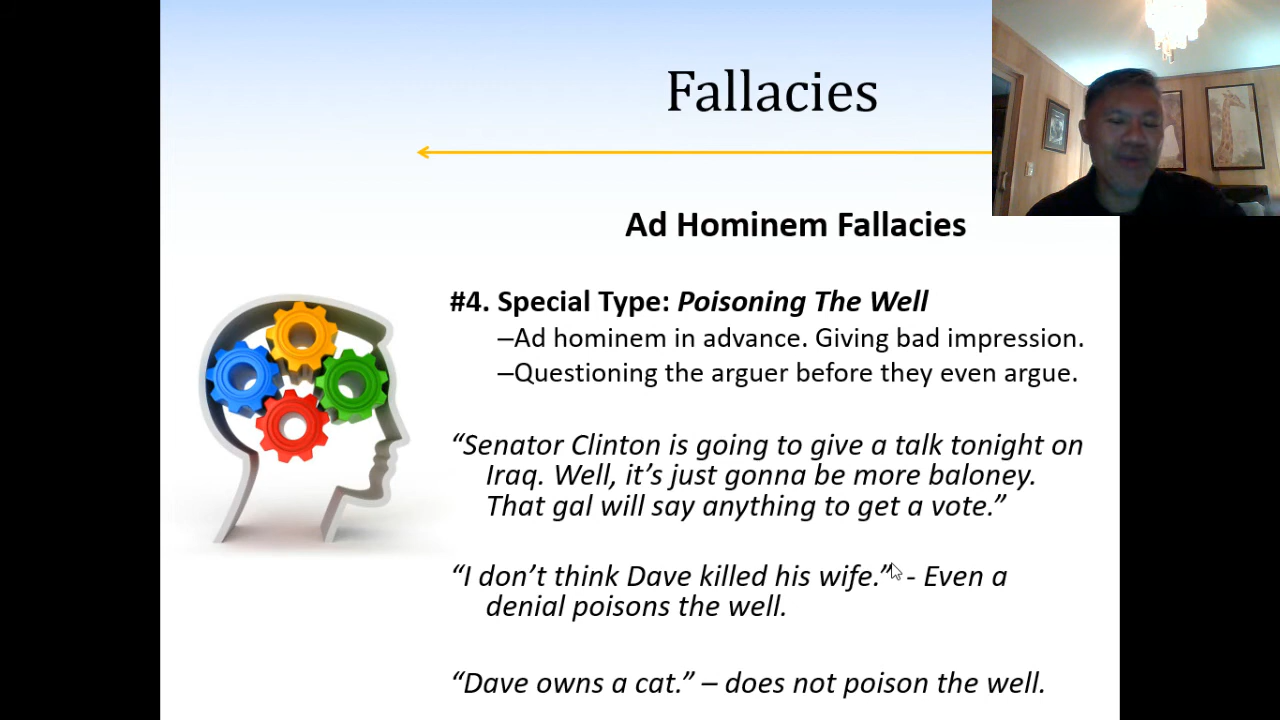 Fallacies
Ad Hominem Fallacies
#4. Special Type: Poisoning The Well
–Ad hominem in advance. Giving bad impression.
–Questioning the arguer before they even argue.
“Senator Clinton is going to give a talk tonight on
Iraq. Well, it’s just gonna be more baloney.
That gal will say anything to get a vote.”
“I don’t think Dave killed his wife.” - Even a
denial poisons the well.
“Dave owns a cat.” – does not poison the well.